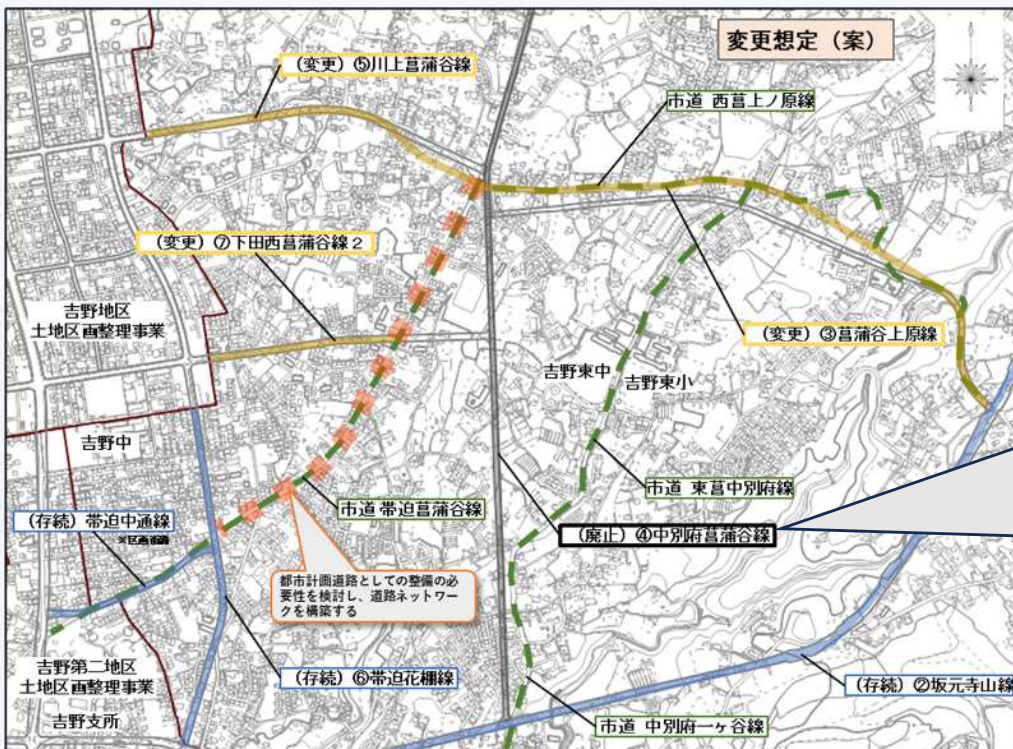 変更想定（案）
（変更）⑤川上菖蒲谷線
市道 西菖上ノ原線
（変更）⑦下田西菖蒲谷線２
吉野地区
土地区画整理事業
（変更）③菖蒲谷上原線
吉野東中
吉野東小
吉野中
市道 東菖中別府線
市道 帯迫菖蒲谷線
（存続）帯迫中通線
（廃止）④中別府菖蒲谷線
都市計画道路としての整備の必
要性を検討し、道路ネットワー
クを構築する
吉野第二地区
土地区画整理事業
（存続）⑥帯迫花棚線
（存続）②坂元寺山線
吉野支所
市道 中別府一ヶ谷線